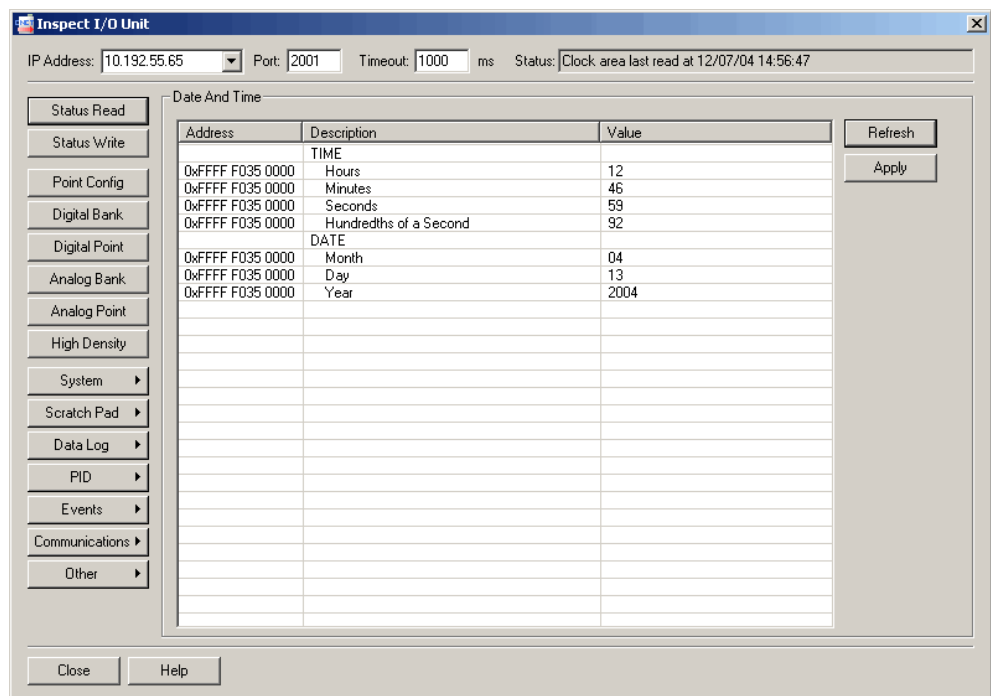 Inspect I/O Unit
IP Address: 10.192.55.65 Port: 2001 Timeout: 1000 ms Status: Clock area last read at 12/07/04 14:56:47
Status Read
Status Write
Point Config
Digital Bank
Digital Point
Analog Bank
Analog Point
High Density
System
Scratch Pad
Data Log
PID
Events
Communications
Other
Date And Time
Address Description Value
TIME
0xFFFF F035 0000 Hours 12
0xFFFF F035 0000 Minutes 46
0xFFFF F035 0000 Seconds 59
0xFFFF F035 0000 Hundredths of a Second 92
DATE
0xFFFF F035 0000 Month 04
0xFFFF F035 0000 Day 13
0xFFFF F035 0000 Year 2004
Refresh
Apply
Close Help